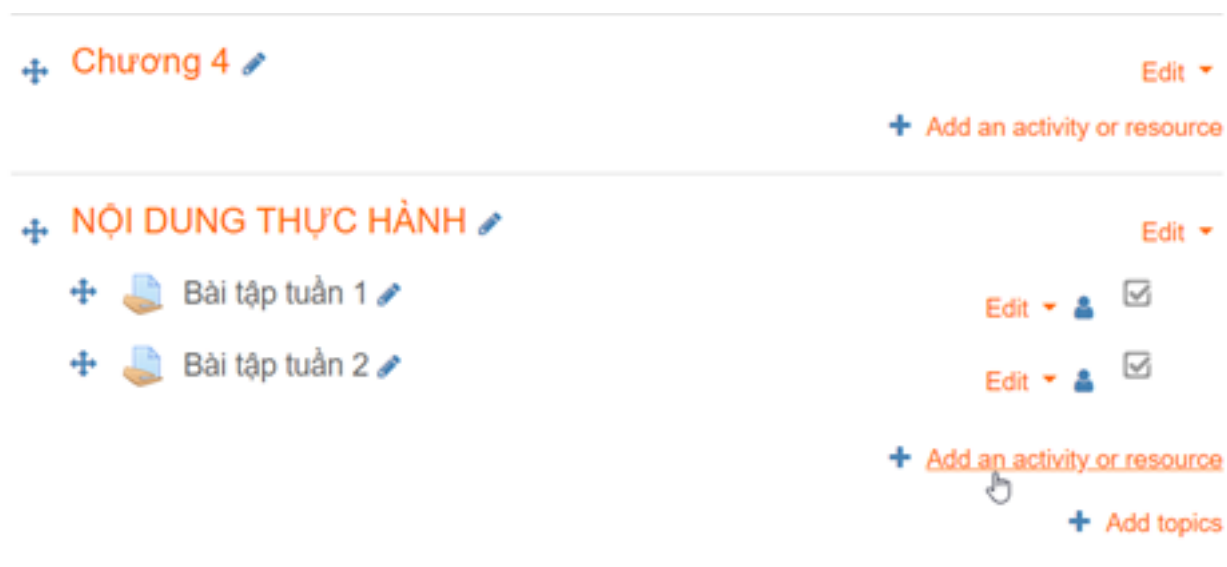 Chương 4
Edit
Add an activity or resource
NỘI DUNG THỰC HÀNH
Edit
Bài tập tuần 1
Edit
Bài tập tuần 2
Edit
Add an activity or resource
Add topics